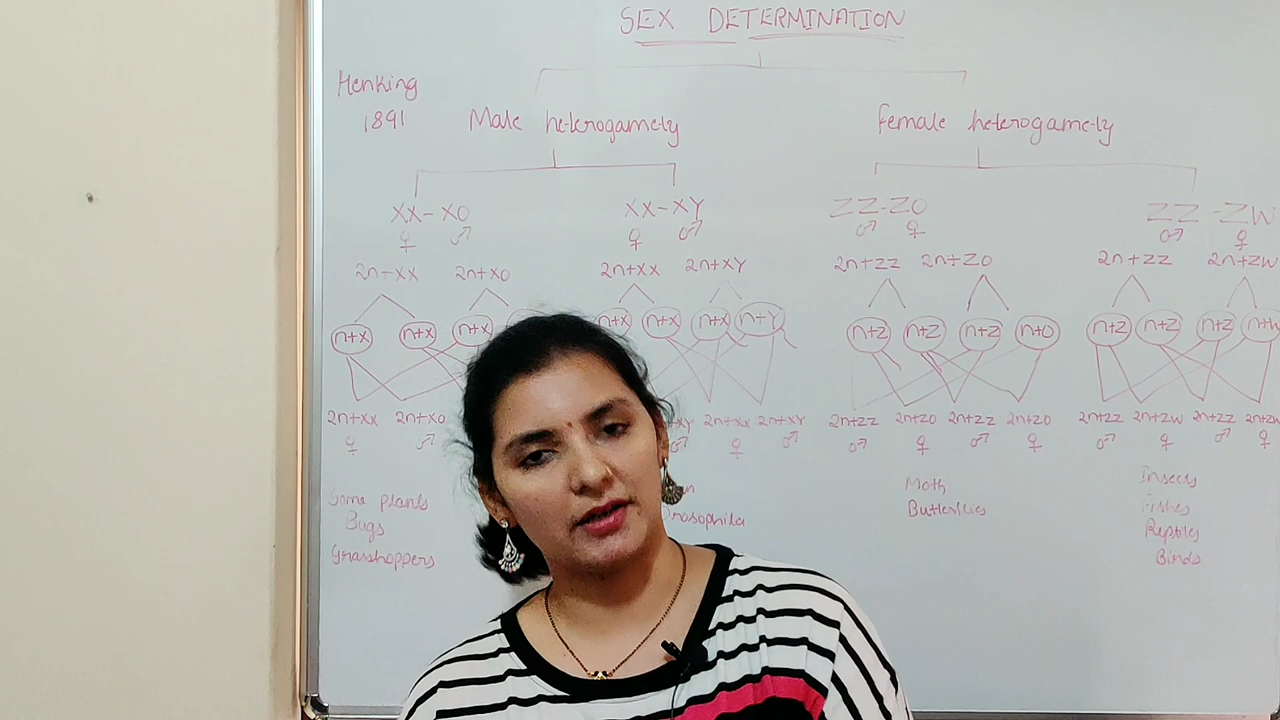 SEX DETERMINATION
Henking
1891
Male heterogamety
female heterogamety
XX-XO
♀ ♂
XX-XY
♀ ♂
ZZ-ZO
♂ ♀
ZZ-ZW
♂ ♀
2n+XX 2n+XO
2n+XX 2n+XY
2n+ZZ 2n+ZO
2n+ZZ 2n+ZW
n+X n+X n+X
n+X n+X n+X n+Y
n+Z n+Z n+Z n+O
n+Z n+Z n+Z
2n+XX 2n+XO
♀ ♂
2n+XX 2n+XY
♂ ♀ ♂
2n+ZZ 2n+ZO 2n+ZZ 2n+ZO
♂ ♀ ♂ ♀
2n+ZZ 2n+ZW 2n+ZZ
♂ ♀ ♂ ♀
Some plants
Bugs
Grasshoppers
Drosophila
Moth
Butterflies
Insects
Fishes
Reptiles
Birds